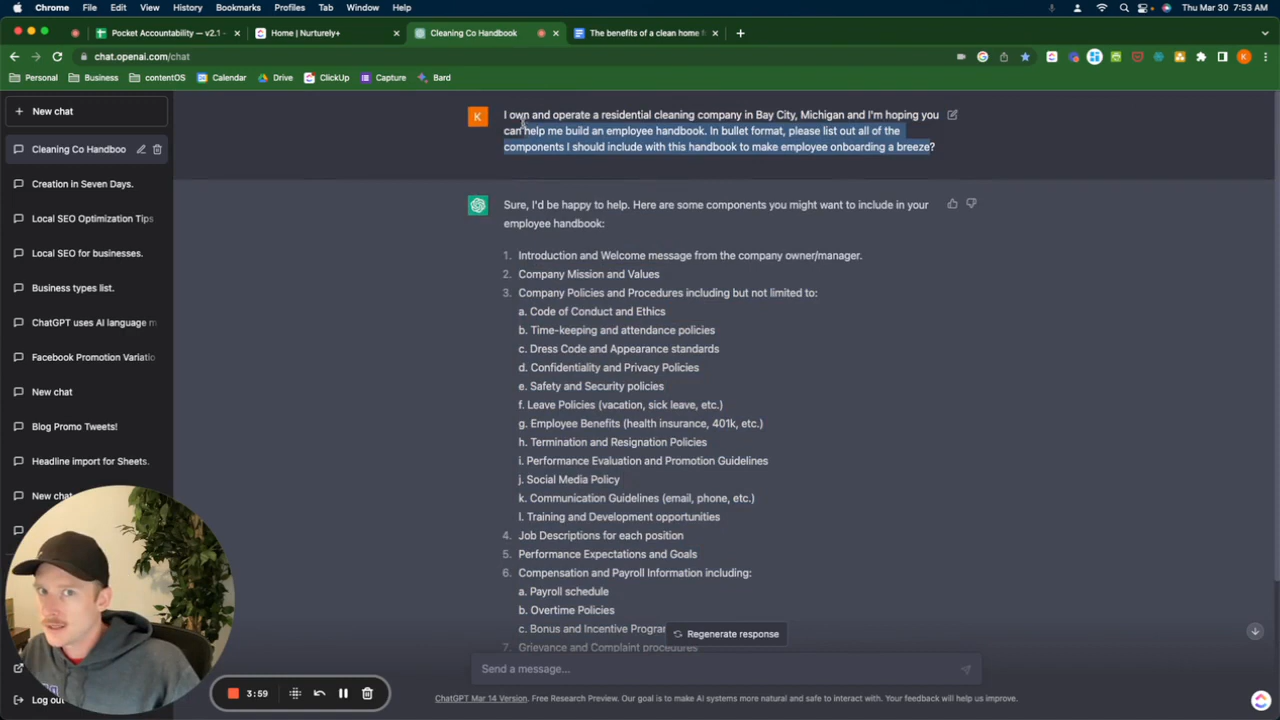 Chrome File Edit View History Bookmarks Profiles Tab Window Help Thu Mar 30 7:53 AM
Pocket Accountability — v2.1 - Home | Nurturely+ Cleaning Co Handbook The benefits of a clean home f
chat.openai.com/chat
Personal Business contentOS Calendar Drive ClickUp Capture Bard
New chat
Cleaning Co Handboo
Creation in Seven Days.
Local SEO Optimization Tips
Local SEO for businesses.
Business types list.
ChatGPT uses AI language m
Facebook Promotion Variatio
New chat
Blog Promo Tweets!
Headline import for Sheets.
New chat
Log out
K
I own and operate a residential cleaning company in Bay City, Michigan and I'm hoping you
can help me build an employee handbook. In bullet format, please list out all of the
components I should include with this handbook to make employee onboarding a breeze?
Sure, I'd be happy to help. Here are some components you might want to include in your
employee handbook:
1. Introduction and Welcome message from the company owner/manager.
2. Company Mission and Values
3. Company Policies and Procedures including but not limited to:
a. Code of Conduct and Ethics
b. Time-keeping and attendance policies
c. Dress Code and Appearance standards
d. Confidentiality and Privacy Policies
e. Safety and Security policies
f. Leave Policies (vacation, sick leave, etc.)
g. Employee Benefits (health insurance, 401k, etc.)
h. Termination and Resignation Policies
i. Performance Evaluation and Promotion Guidelines
j. Social Media Policy
k. Communication Guidelines (email, phone, etc.)
l. Training and Development opportunities
4. Job Descriptions for each position
5. Performance Expectations and Goals
6. Compensation and Payroll Information including:
a. Payroll schedule
b. Overtime Policies
c. Bonus and Incentive Progra
7. Grievance and Complaint procedures
Regenerate response
Send a message...
ChatGPT Mar 14 Version. Free Research Preview. Our goal is to make AI systems more natural and safe to interact with. Your feedback will help us improve.
3:59